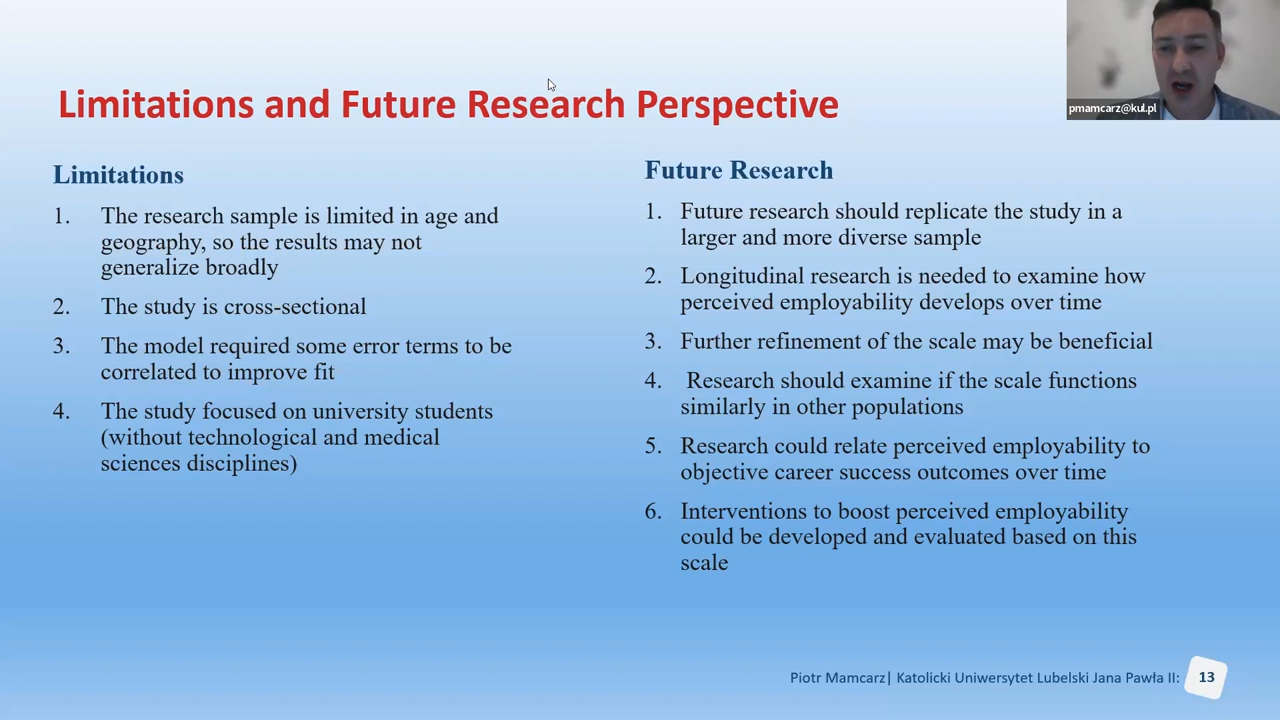 pmamcarz@kul.pl
Limitations and Future Research Perspective
Limitations
1. The research sample is limited in age and
geography, so the results may not
generalize broadly
2. The study is cross-sectional
3. The model required some error terms to be
correlated to improve fit
4. The study focused on university students
(without technological and medical
sciences disciplines)
Future Research
1. Future research should replicate the study in a
larger and more diverse sample
2. Longitudinal research is needed to examine how
perceived employability develops over time
3. Further refinement of the scale may be beneficial
4. Research should examine if the scale functions
similarly in other populations
5. Research could relate perceived employability to
objective career success outcomes over time
6. Interventions to boost perceived employability
could be developed and evaluated based on this
scale
Piotr Mamcarz| Katolicki Uniwersytet Lubelski Jana Pawła II: 13